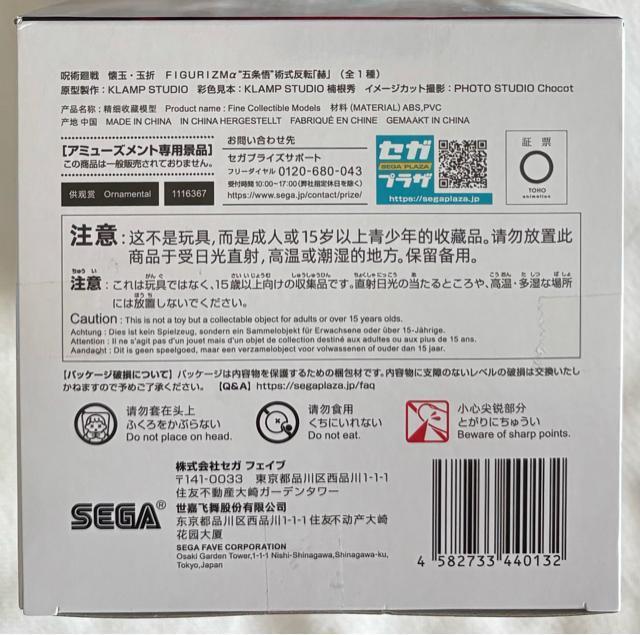 呪術廻戦 懐玉・玉折 FIGURIZMα"五条悟"術式反転「赫」(全1種)
原型製作:KLAMP STUDIO 彩色見本:KLAMP STUDIO 楠根秀 イメージカット撮影:PHOTO STUDIO Chocot
产品名称:精细收藏模型 Product name : Fine Collectible Models 材料 (MATERIAL) ABS,PVC
产地 中国 MADE IN CHINA IN CHINA HERGESTELLT FABRIQUÉ EN CHINE GEMAAKT IN CHINA
【アミューズメント専用景品】
この商品は一般販売されておりません。
供观赏 Ornamental
1116367
お問い合わせ先
セガプライズサポート
フリーダイヤル 0120-680-043
受付時間10:00~17:00(弊社指定休日を除く)
https://www.sega.jp/contact/prize/
セガ
SEGA PLAZA
プラザ
https://segaplaza.jp
証票
TOHO
animation
注意:这不是玩具,而是成人或15岁以上青少年的收藏品。请勿放置此
商品于受日光直射,高温或潮湿的地方。保留备用。
注意:これは玩具ではなく、15歳以上向けの収集品です。直射日光の当たるところや、高温・多湿な場所
には放置しないでください。
Caution : This is not a toy but a collectable object for adults or over 15 years olds.
Achtung : Dies ist kein Spielzeug, sondern ein Sammelobjekt für Erwachsene oder über 15-Jährige.
Attention : Il ne s'agit pas d'un jouet mais d'un objet de collection destiné aux adultes ou aux plus de 15 ans.
Aandacht : Dit is geen speelgoed, maar een verzamelobject voor volwassenen of ouder dan 15 jaar.
【パッケージ破損について】パッケージは内容物を保護するための梱包材です。内容物に支障のないレベルの破損は交換いたし
かねますので予めご了承ください。 【Q&A】https://segaplaza.jp/faq
请勿套在头上
ふくろをかぶらない
Do not place on head.
请勿食用
くちにいれない
Do not eat.
小心尖锐部分
とがりにちゅうい
Beware of sharp points.
SEGA®
株式会社セガ フェイブ
〒141-0033 東京都品川区西品川1-1-1
住友不動産大崎ガーデンタワー
世嘉飞舞股份有限公司
东京都品川区西品川1-1-1 住友不动产大崎
花园大厦
SEGA FAVE CORPORATION
Osaki Garden Tower,1-1-1 Nishi-Shinagawa,Shinagawa-ku,
Tokyo,Japan
4 582733 440132